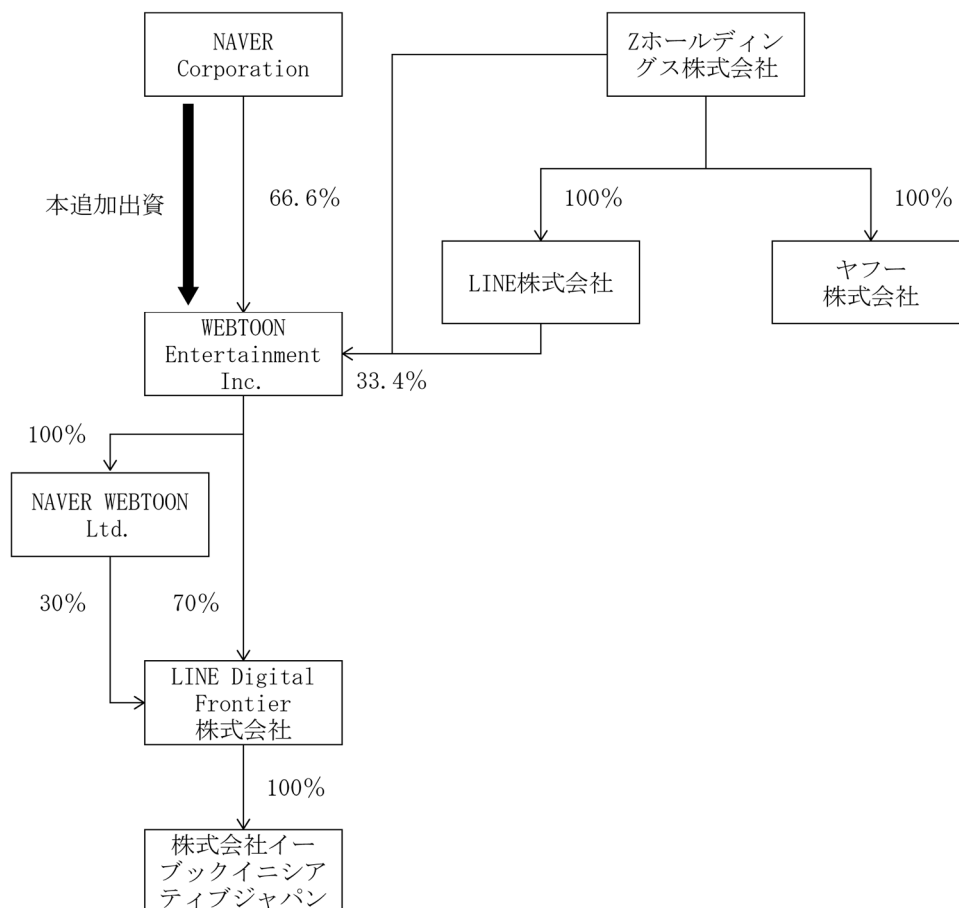 NAVER
Corporation
Zホールディン
グス株式会社
本追加出資
66.6%
100%
100%
LINE株式会社
ヤフー
株式会社
WEBTOON
Entertainment
Inc.
33.4%
100%
NAVER WEBTOON
Ltd.
30%
70%
LINE Digital
Frontier
株式会社
100%
株式会社イー
ブックイニシア
ティブジャパン